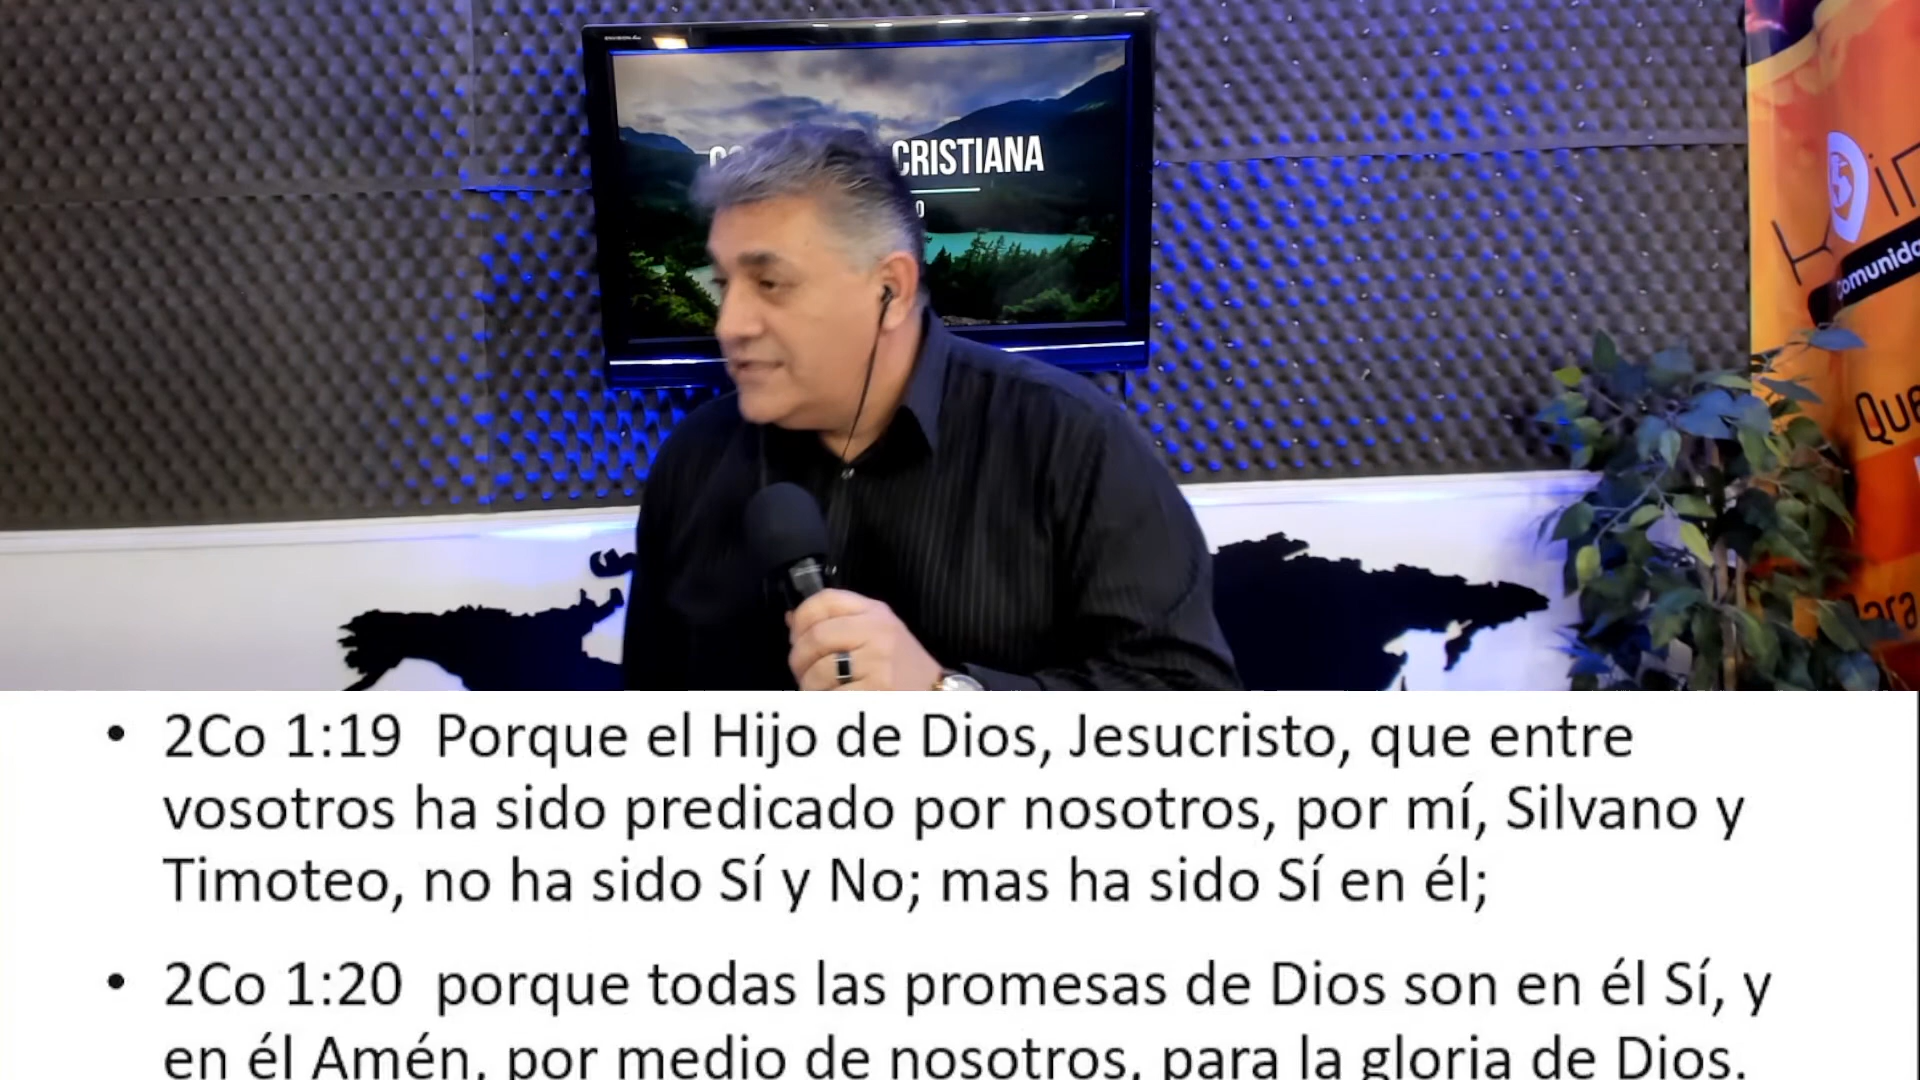 CRISTIANA
Comunid
Que
2Co 1:19 Porque el Hijo de Dios, Jesucristo, que entre
vosotros ha sido predicado por nosotros, por mí, Silvano y
Timoteo, no ha sido Sí y No; mas ha sido Sí en él;
2Co 1:20 porque todas las promesas de Dios son en él Sí, y
en él Amén, por medio de nosotros, para la gloria de Dios.